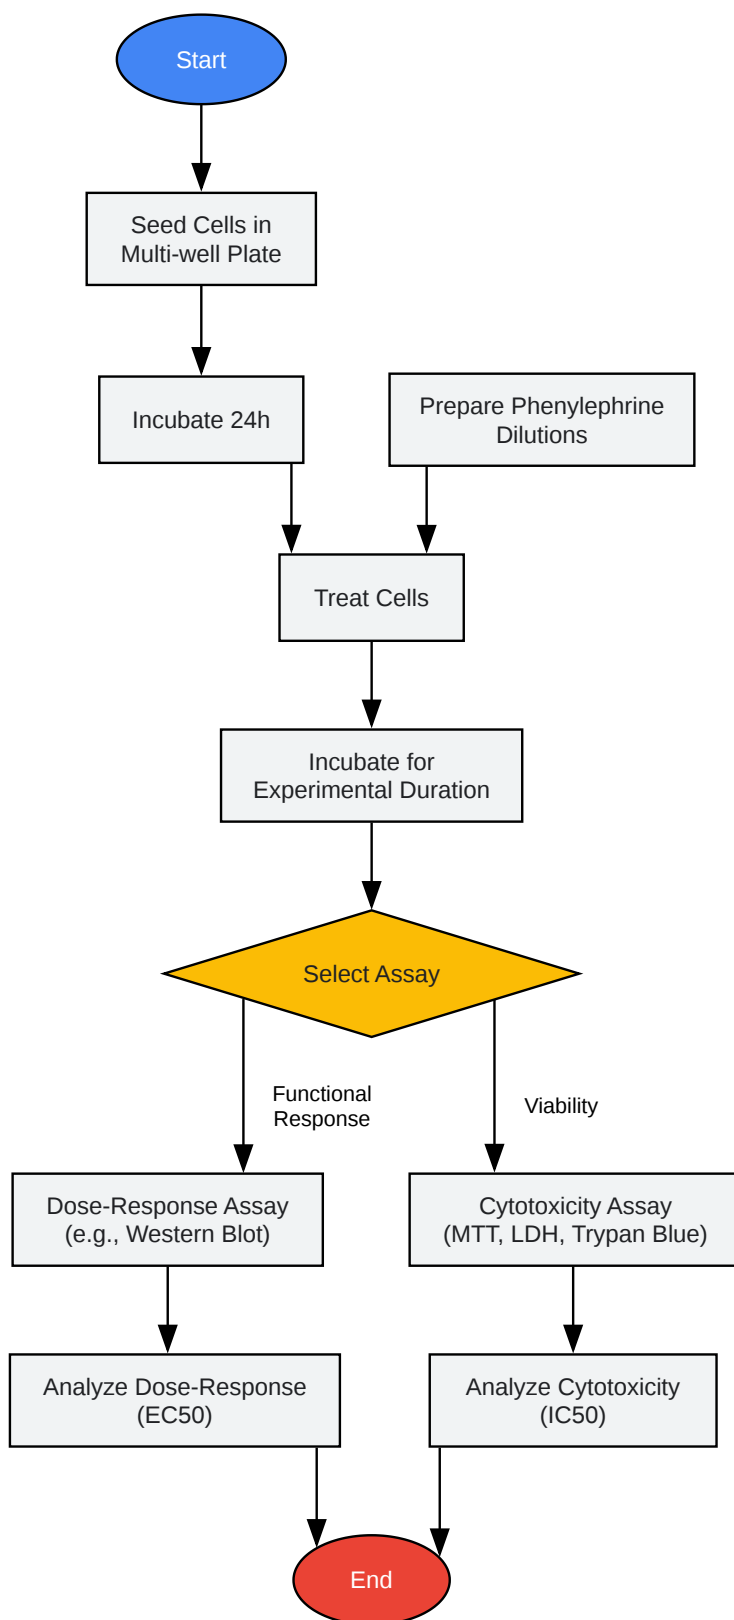 Start
Seed Cells in
Multi-well Plate
Incubate 24h
Prepare Phenylephrine
Dilutions
Treat Cells
Incubate for
Experimental Duration
Select Assay
Functional
Response
Viability
Dose-Response Assay
(e.g., Western Blot)
Cytotoxicity Assay
(MTT, LDH, Trypan Blue)
Analyze Dose-Response
(EC50)
Analyze Cytotoxicity
(IC50)
End